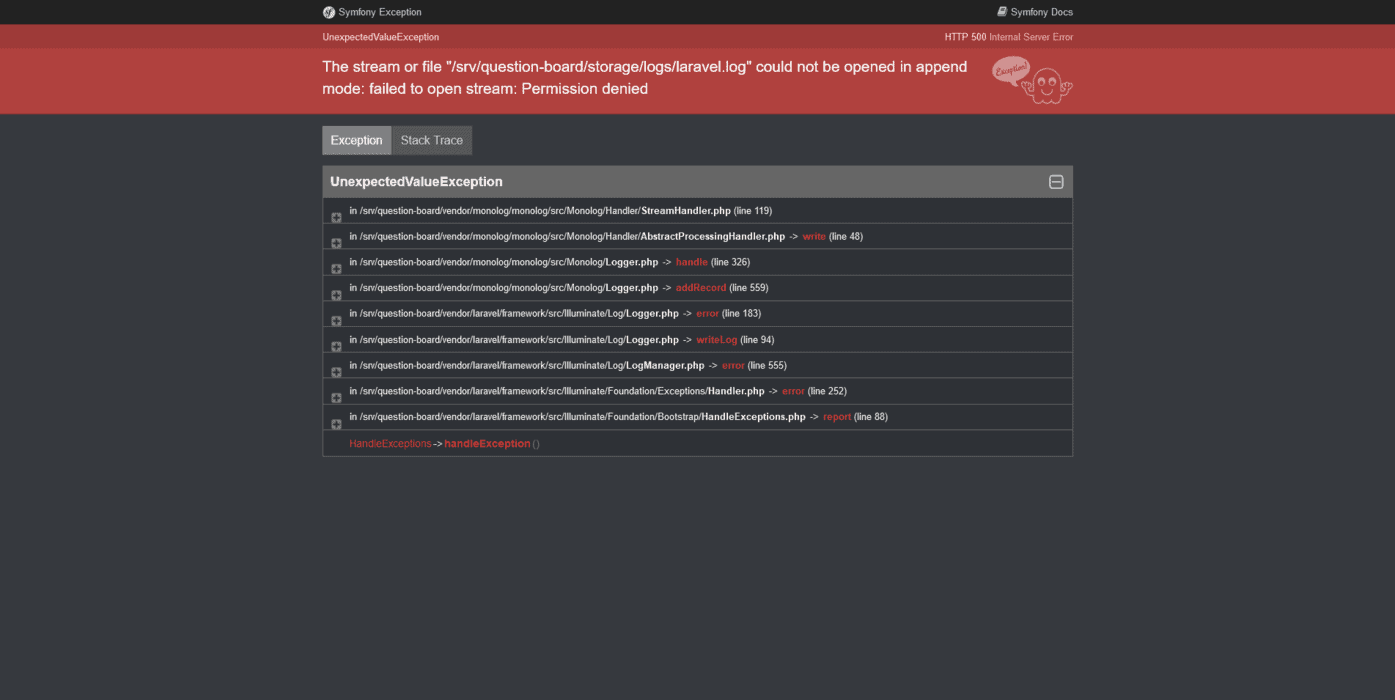 Symfony Exception
Symfony Docs
UnexpectedValueException
HTTP 500 Internal Server Error
The stream or file "/srv/question-board/storage/logs/laravel.log" could not be opened in append
mode: failed to open stream: Permission denied
Exception!
Exception
Stack Trace
UnexpectedValueException
in /srv/question-board/vendor/monolog/monolog/src/Monolog/Handler/StreamHandler.php (line 119)
in /srv/question-board/vendor/monolog/monolog/src/Monolog/Handler/AbstractProcessingHandler.php -> write (line 48)
in /srv/question-board/vendor/monolog/monolog/src/Monolog/Logger.php -> handle (line 326)
in /srv/question-board/vendor/monolog/monolog/src/Monolog/Logger.php -> addRecord (line 559)
in /srv/question-board/vendor/laravel/framework/src/Illuminate/Log/Logger.php -> error (line 183)
in /srv/question-board/vendor/laravel/framework/src/Illuminate/Log/Logger.php -> writeLog (line 94)
in /srv/question-board/vendor/laravel/framework/src/Illuminate/Log/LogManager.php -> error (line 555)
in /srv/question-board/vendor/laravel/framework/src/Illuminate/Foundation/Exceptions/Handler.php -> error (line 252)
in /srv/question-board/vendor/laravel/framework/src/Illuminate/Foundation/Bootstrap/HandleExceptions.php -> report (line 88)
HandleExceptions->handleException()